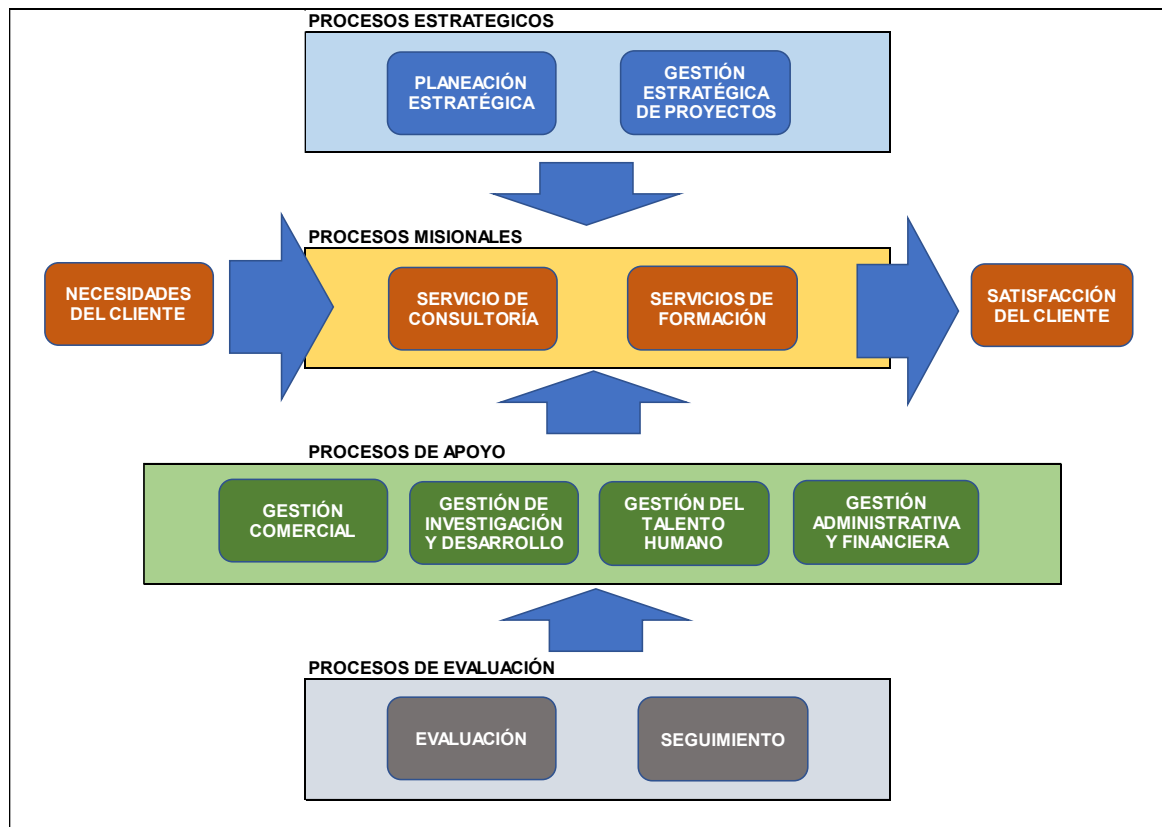 PROCESOS ESTRATEGICOS
PLANEACIÓN
ESTRATÉGICA
GESTIÓN
ESTRATÉGICA
DE PROYECTOS
PROCESOS MISIONALES
NECESIDADES
DEL CLIENTE
SERVICIO DE
CONSULTORÍA
SERVICIOS DE
FORMACIÓN
SATISFACCIÓN
DEL CLIENTE
PROCESOS DE APOYO
GESTIÓN
COMERCIAL
GESTIÓN DE
INVESTIGACIÓN
Y DESARROLLO
GESTIÓN DEL
TALENTO
HUMANO
GESTIÓN
ADMINISTRATIVA
Y FINANCIERA
PROCESOS DE EVALUACIÓN
EVALUACIÓN
SEGUIMIENTO